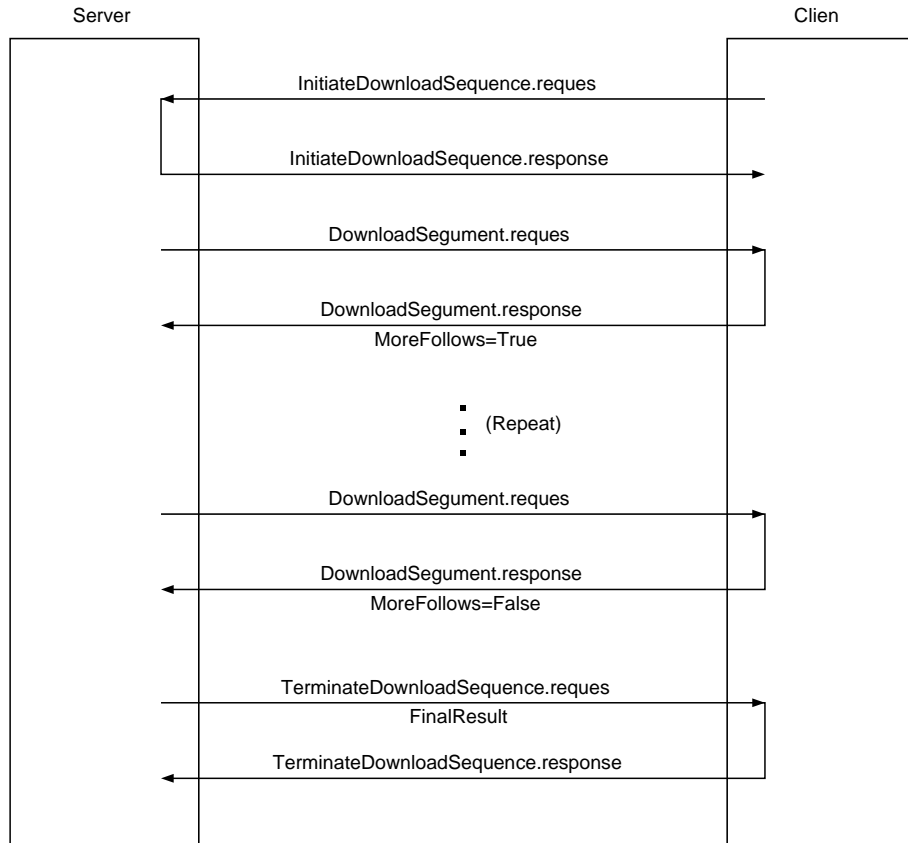 Server
Clien
InitiateDownloadSequence.reques
InitiateDownloadSequence.response
DownloadSegument.reques
DownloadSegument.response
MoreFollows=True
(Repeat)
DownloadSegument.reques
DownloadSegument.response
MoreFollows=False
TerminateDownloadSequence.reques
FinalResult
TerminateDownloadSequence.response